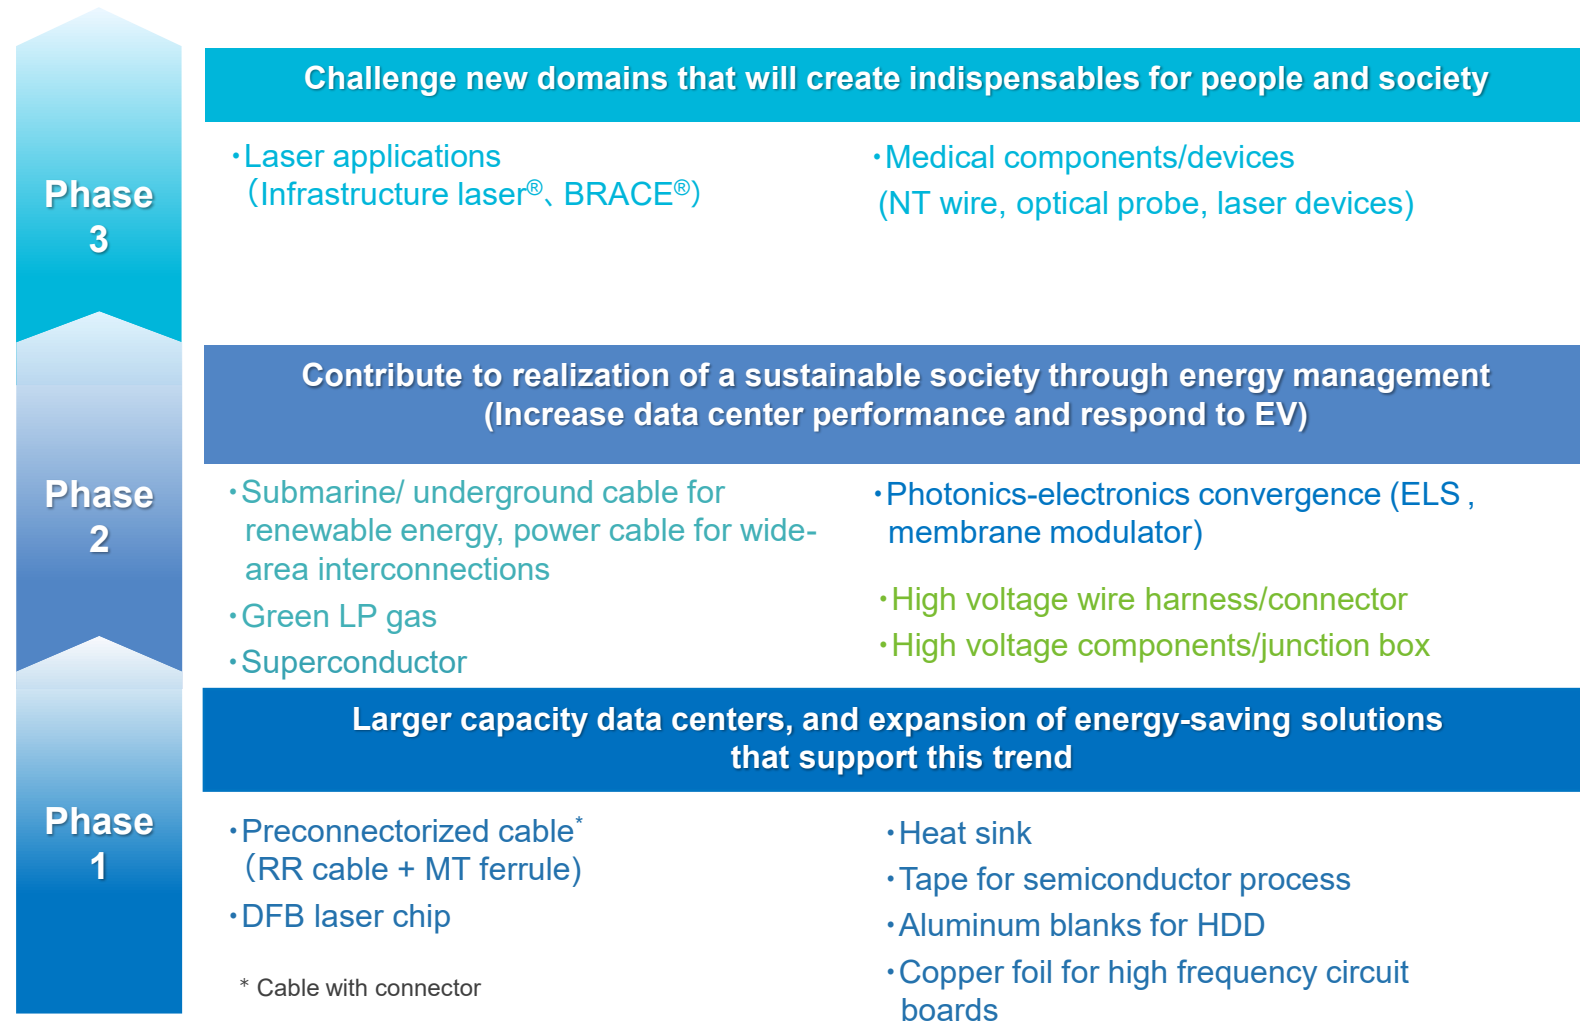 Phase
3
Challenge new domains that will create indispensables for people and society
・Laser applications
（Infrastructure laser®、BRACE®）
・Medical components/devices
(NT wire, optical probe, laser devices)
Phase
2
Contribute to realization of a sustainable society through energy management
(Increase data center performance and respond to EV)
・Submarine/ underground cable for
renewable energy, power cable for wide-
area interconnections
・Green LP gas
・Superconductor
・Photonics-electronics convergence (ELS ,
membrane modulator)
・High voltage wire harness/connector
・High voltage components/junction box
Phase
1
Larger capacity data centers, and expansion of energy-saving solutions
that support this trend
・Preconnectorized cable*
（RR cable + MT ferrule)
・DFB laser chip
* Cable with connector
・Heat sink
・Tape for semiconductor process
・Aluminum blanks for HDD
・Copper foil for high frequency circuit
boards